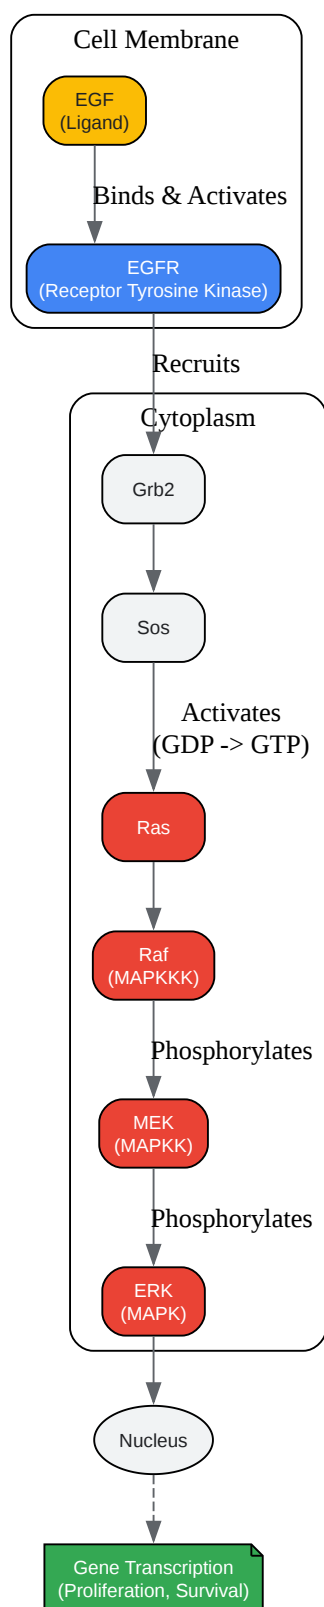 Cell Membrane
EGF
(Ligand)
Binds & Activates
EGFR
(Receptor Tyrosine Kinase)
Recruits
Cytoplasm
Grb2
Sos
Activates
(GDP -> GTP)
Ras
Raf
(MAPKKK)
Phosphorylates
MEK
(MAPKK)
Phosphorylates
ERK
(MAPK)
Nucleus
Gene Transcription
(Proliferation, Survival)